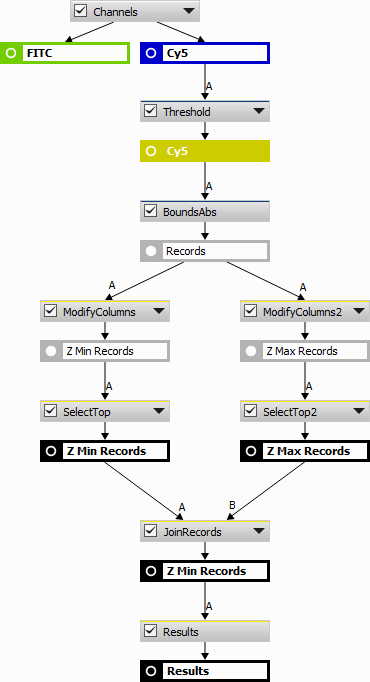 Channels
FITC
Cy5
A
Threshold
Cy5
A
BoundsAbs
Records
A
A
ModifyColumns
ModifyColumns2
Z Min Records
Z Max Records
A
A
SelectTop
SelectTop2
Z Min Records
Z Max Records
A
B
JoinRecords
Z Min Records
A
Results
Results